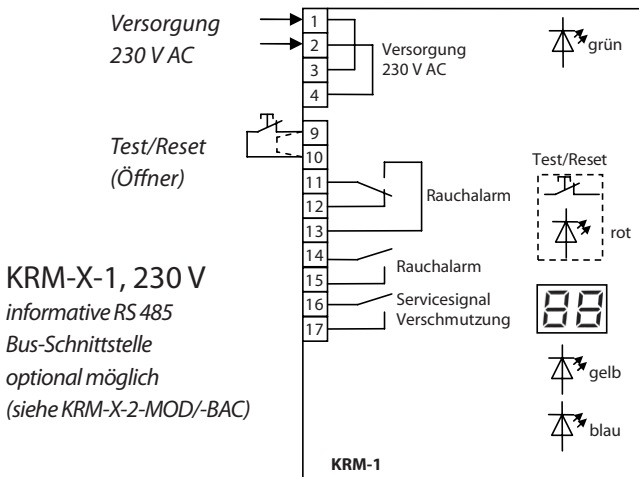 Versorgung
230 V AC
1
2
3
4
Versorgung
230 V AC
grün
Test/Reset
(Öffner)
9
10
11
12
13
14
15
16
17
Rauchalarm
Rauchalarm
Servicesignal
Verschmutzung
Test/Reset
rot
88
gelb
blau
KRM-X-1, 230 V
informative RS 485
Bus-Schnittstelle
optional möglich
(siehe KRM-X-2-MOD/-BAC)
KRM-1